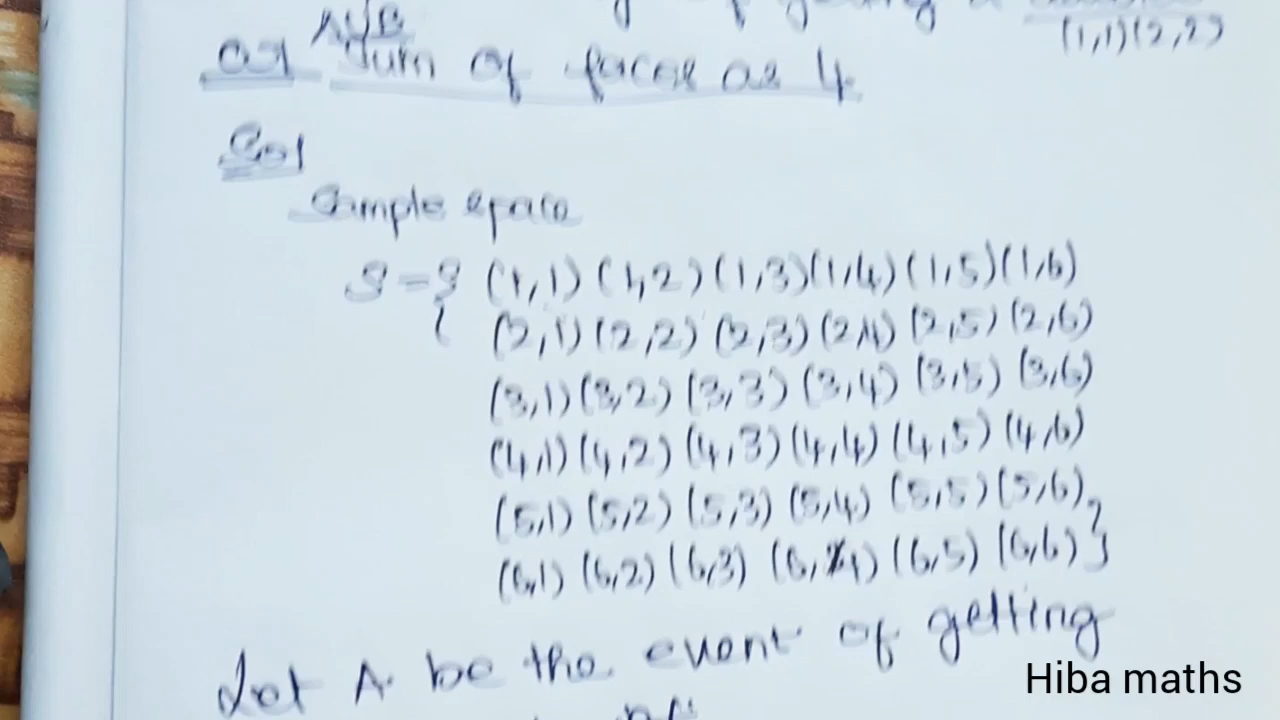 of getting a
(1,1)(2,2)
A∪B
or sum of faces as 4
Sol
Sample space
S = { (1,1) (1,2) (1,3) (1,4) (1,5) (1,6)
(2,1) (2,2) (2,3) (2,4) (2,5) (2,6)
(3,1) (3,2) (3,3) (3,4) (3,5) (3,6)
(4,1) (4,2) (4,3) (4,4) (4,5) (4,6)
(5,1) (5,2) (5,3) (5,4) (5,5) (5,6)
(6,1) (6,2) (6,3) (6,4) (6,5) (6,6) }
Let A be the event of getting
Hiba maths